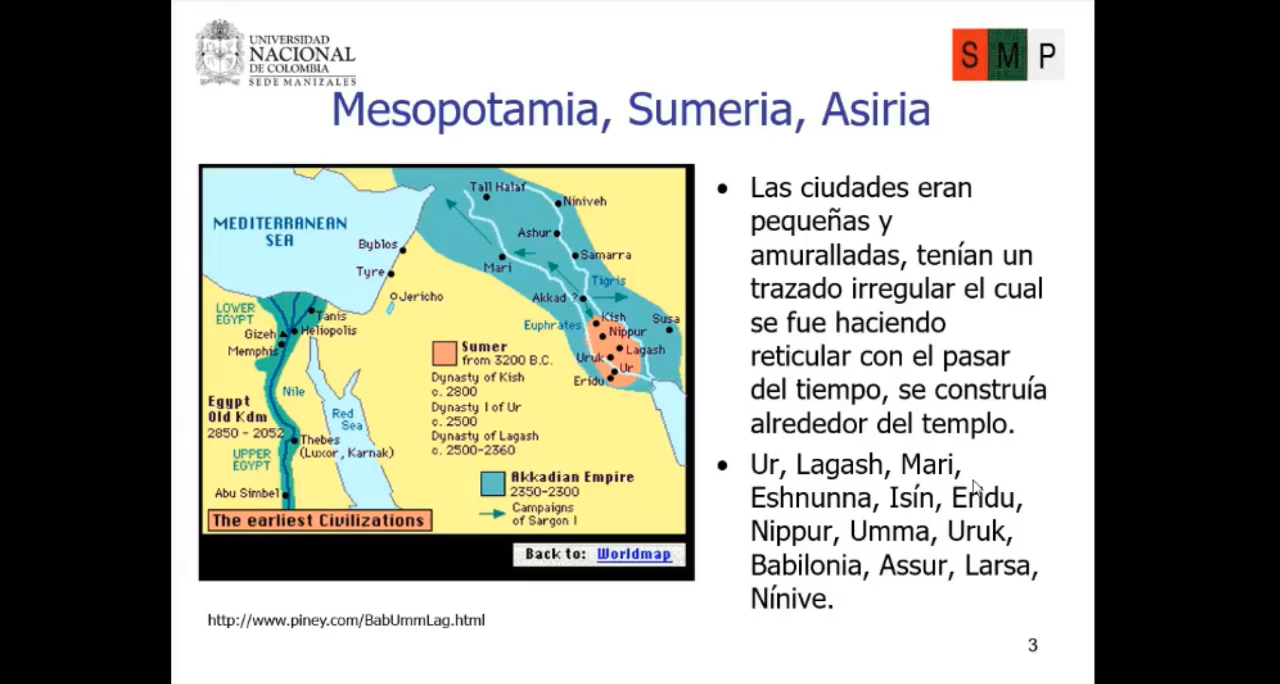 UNIVERSIDAD
NACIONAL
DE COLOMBIA
SEDE MANIZALES
S M P
Mesopotamia, Sumeria, Asiria
MEDITERRANEAN
SEA
Tall Halaf
Niniveh
Ashur
Byblos
Samarra
Mari
Tyre
Tigris
Jericho
Akkad ?
LOWER
EGYPT
Tanis
Kish
Susa
Euphrates
Heliopolis
Nippur
Gizeh
Memphis
Lagash
Uruk
Ur
Eridu
Sumer
from 3200 B.C.
Dynasty of Kish
c. 2800
Dynasty I of Ur
c. 2500
Dynasty of Lagash
c. 2500-2360
Nile
Egypt
Old Kdm
2850 - 2052
Red
Sea
Thebes
(Luxor, Karnak)
UPPER
EGYPT
Abu Simbel
Akkadian Empire
2350-2300
Campaigns
of Sargon I
The earliest Civilizations
Back to: Worldmap
http://www.piney.com/BabUmmLag.html
• Las ciudades eran
pequeñas y
amuralladas, tenían un
trazado irregular el cual
se fue haciendo
reticular con el pasar
del tiempo, se construía
alrededor del templo.
• Ur, Lagash, Mari,
Eshnunna, Isín, Eridu,
Nippur, Umma, Uruk,
Babilonia, Assur, Larsa,
Nínive.
3